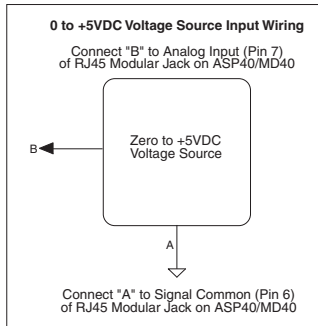 0 to +5VDC Voltage Source Input Wiring
Connect "B" to Analog Input (Pin 7)
of RJ45 Modular Jack on ASP40/MD40
Zero to +5VDC
Voltage Source
B
A
Connect "A" to Signal Common (Pin 6)
of RJ45 Modular Jack on ASP40/MD40